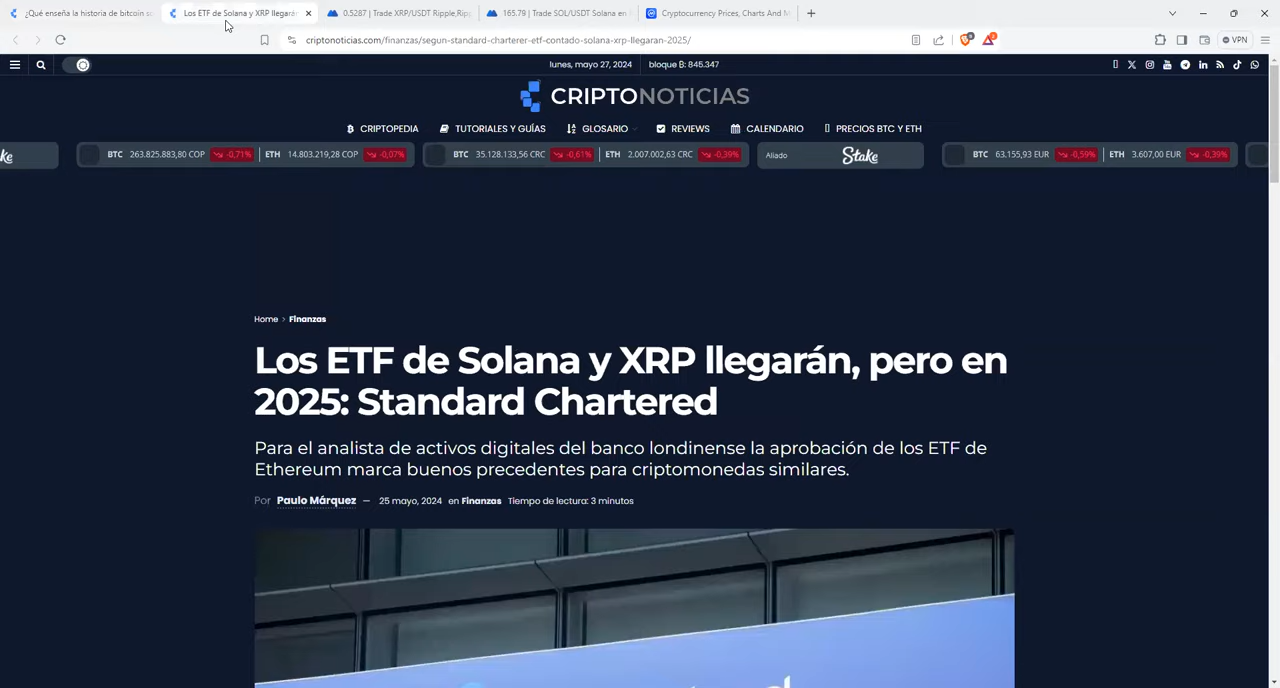 ¿Qué enseña la historia de bitcoin s
Los ETF de Solana y XRP llegarán
0.5287 | Trade XRP/USDT Ripple,Rip
165.79 | Trade SOL/USDT Solana en
Cryptocurrency Prices, Charts And M
criptonoticias.com/finanzas/segun-standard-charterer-etf-contado-solana-xrp-llegaran-2025/
VPN
lunes, mayo 27, 2024
bloque ₿: 845.347
CRIPTONOTICIAS
CRIPTOPEDIA
TUTORIALES Y GUÍAS
GLOSARIO
REVIEWS
CALENDARIO
PRECIOS BTC Y ETH
ke
BTC 263.825.883,80 COP -0,71% ETH 14.803.219,28 COP -0,07%
BTC 35.128.133,56 CRC -0,61% ETH 2.007.002,63 CRC -0,39%
Aliado Stake
BTC 63.155,93 EUR -0,59% ETH 3.607,00 EUR -0,39%
Home > Finanzas
Los ETF de Solana y XRP llegarán, pero en
2025: Standard Chartered
Para el analista de activos digitales del banco londinense la aprobación de los ETF de
Ethereum marca buenos precedentes para criptomonedas similares.
Por Paulo Márquez — 25 mayo, 2024 en Finanzas Tiempo de lectura: 3 minutos